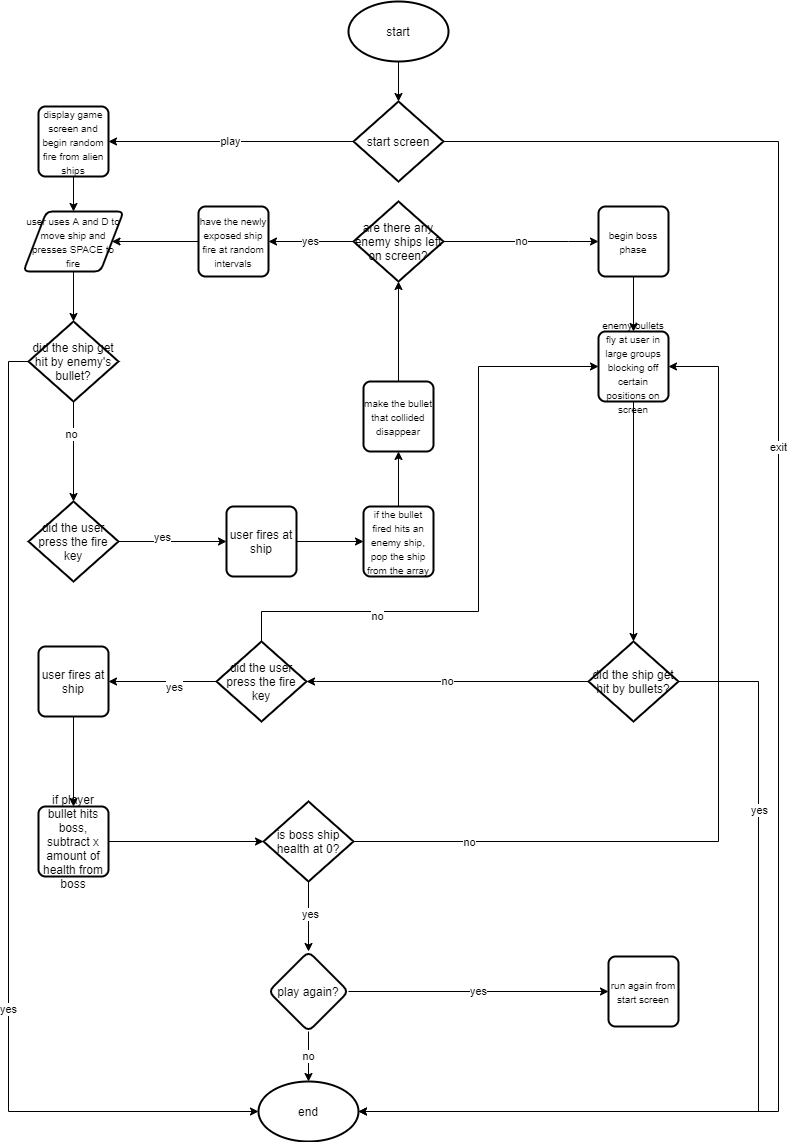 start
start screen
play
display game
screen and
begin random
fire from alien
ships
user uses A and D to
move ship and
presses SPACE to
fire
have the newly
exposed ship
fire at random
intervals
yes
are there any
enemy ships left
on screen?
no
begin boss
phase
did the ship get
hit by enemy's
bullet?
enemy bullets
fly at user in
large groups
blocking off
certain
positions on
screen
make the bullet
that collided
disappear
no
exit
did the user
press the fire
key
yes
user fires at
ship
if the bullet
fired hits an
enemy ship,
pop the ship
from the array
no
user fires at
ship
yes
did the user
press the fire
key
no
did the ship get
hit by bullets?
if player
bullet hits
boss,
subtract x
amount of
health from
boss
is boss ship
health at 0?
no
yes
yes
play again?
yes
run again from
start screen
yes
no
end